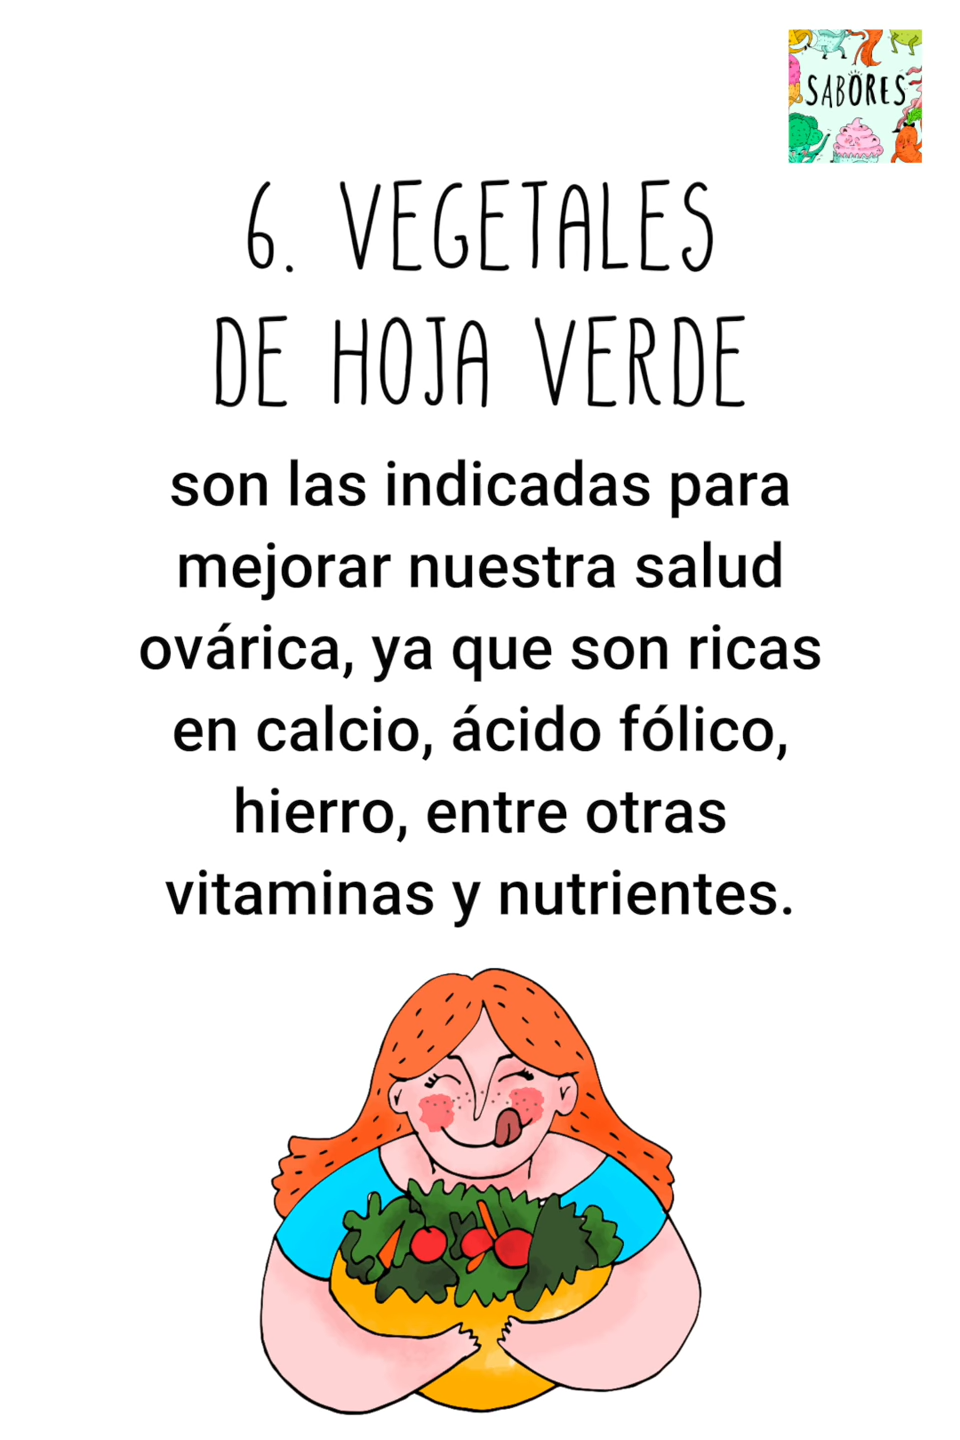 SABORES
6. VEGETALES
DE HOJA VERDE
son las indicadas para
mejorar nuestra salud
ovárica, ya que son ricas
en calcio, ácido fólico,
hierro, entre otras
vitaminas y nutrientes.